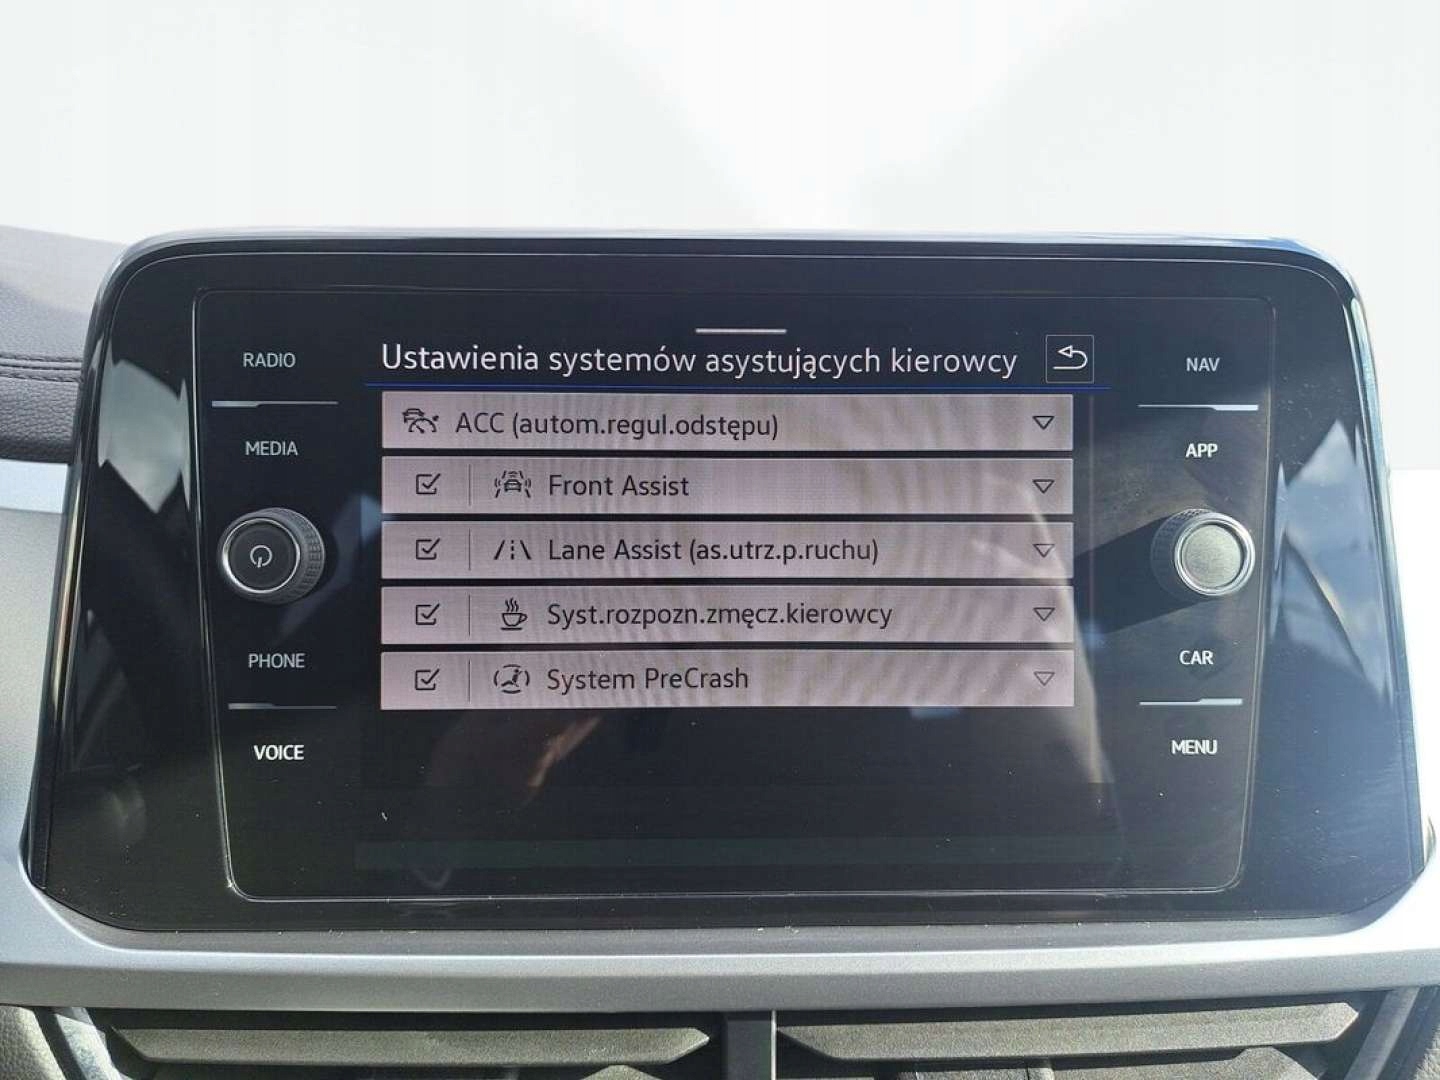 RADIO
MEDIA
PHONE
VOICE
Ustawienia systemów asystujących kierowcy
ACC (autom.regul.odstępu)
Front Assist
Lane Assist (as.utrz.p.ruchu)
Syst.rozpozn.zmęcz.kierowcy
System PreCrash
NAV
APP
CAR
MENU